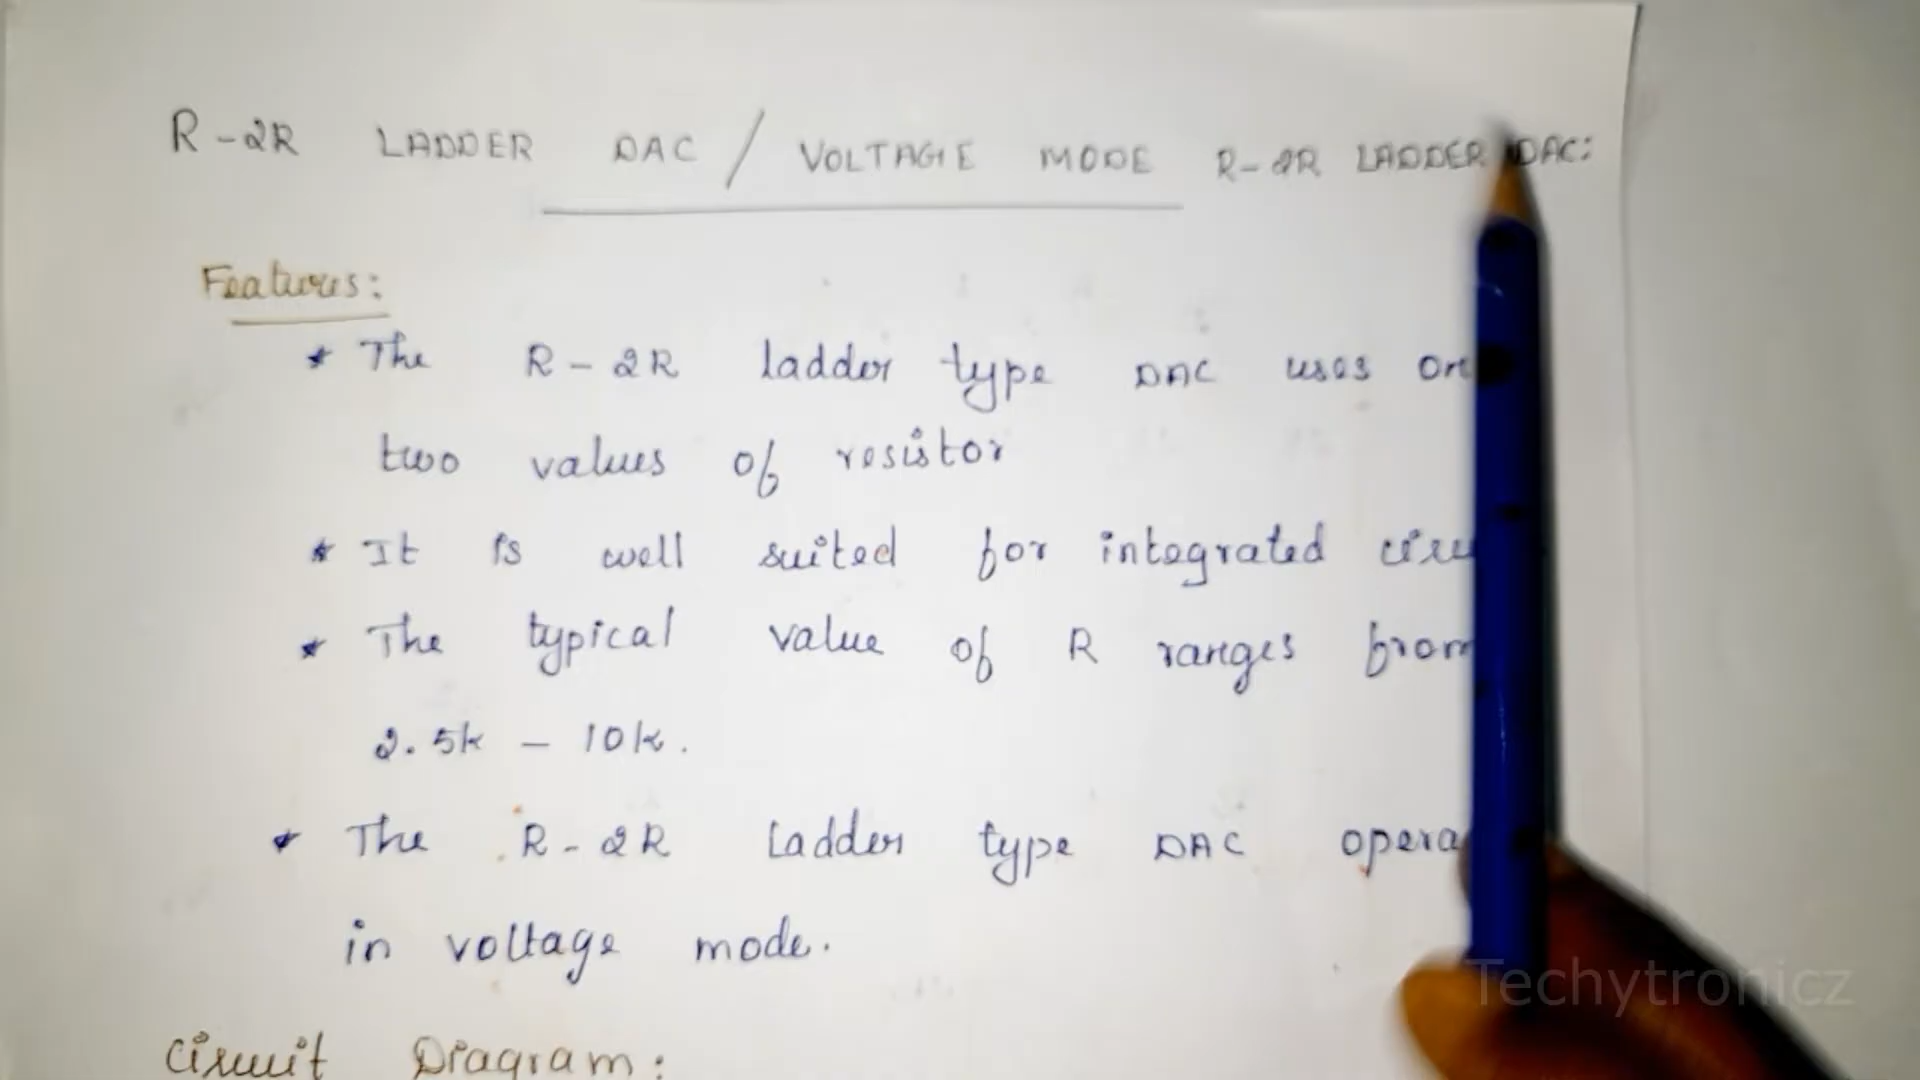 R-2R LADDER DAC / VOLTAGE MODE R-2R LADDER DAC:
Features:
* The R-2R ladder type DAC uses
two values of resistor
* It is well suited for integrated
* The typical value of R ranges from
2.5k - 10k.
* The R-2R Ladder type DAC
in voltage mode.
Circuit Diagram:
Techytronicz